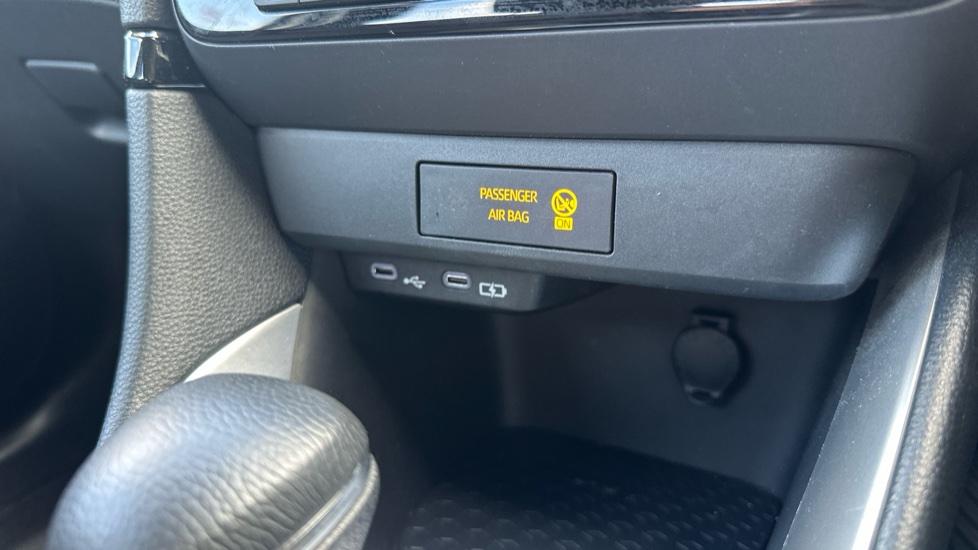 PASSENGER
AIR BAG
ON